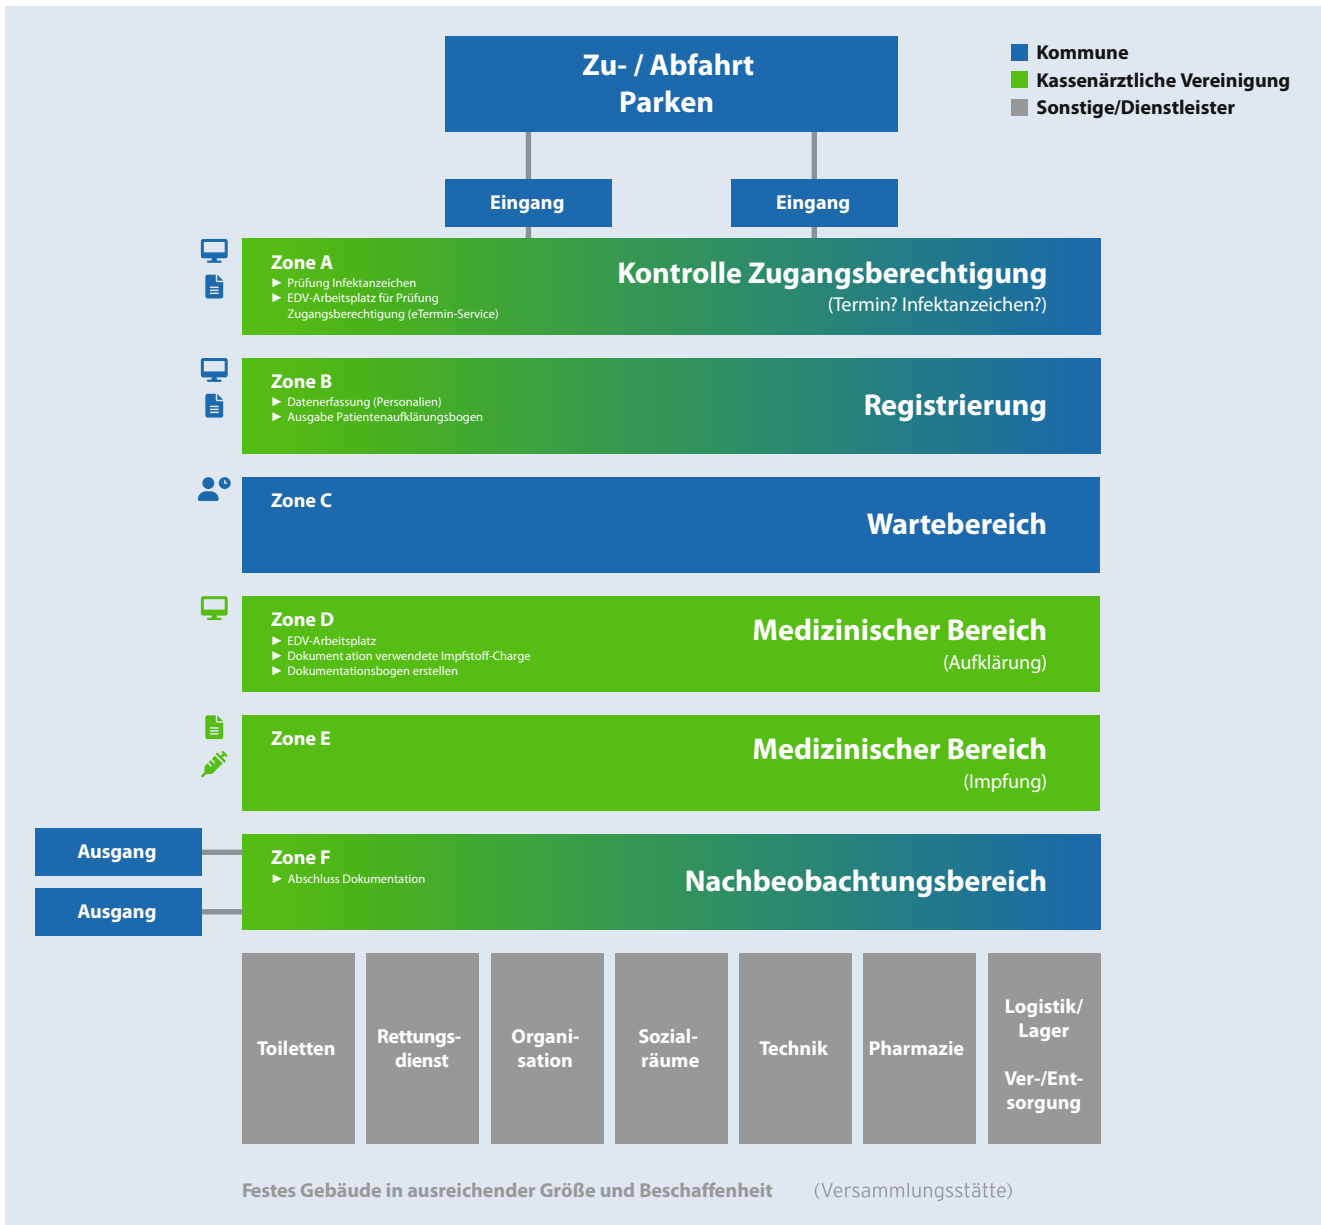 Zu- / Abfahrt
Parken
Kommune
Kassenärztliche Vereinigung
Sonstige/Dienstleister
Eingang
Eingang
Zone A
► Prüfung Infektanzeichen
► EDV-Arbeitsplatz für Prüfung
Zugangsberechtigung (eTermin-Service)
Kontrolle Zugangsberechtigung
(Termin? Infektanzeichen?)
Zone B
► Datenerfassung (Personalien)
► Ausgabe Patientenaufklärungsbogen
Registrierung
Zone C
Wartebereich
Zone D
► EDV-Arbeitsplatz
► Dokument ation verwendete Impfstoff-Charge
► Dokumentationsbogen erstellen
Medizinischer Bereich
(Aufklärung)
Zone E
Medizinischer Bereich
(Impfung)
Ausgang
Ausgang
Zone F
► Abschluss Dokumentation
Nachbeobachtungsbereich
Toiletten
Rettungs-
dienst
Organi-
sation
Sozial-
räume
Technik
Pharmazie
Logistik/
Lager
Ver-/Ent-
sorgung
Festes Gebäude in ausreichender Größe und Beschaffenheit (Versammlungsstätte)